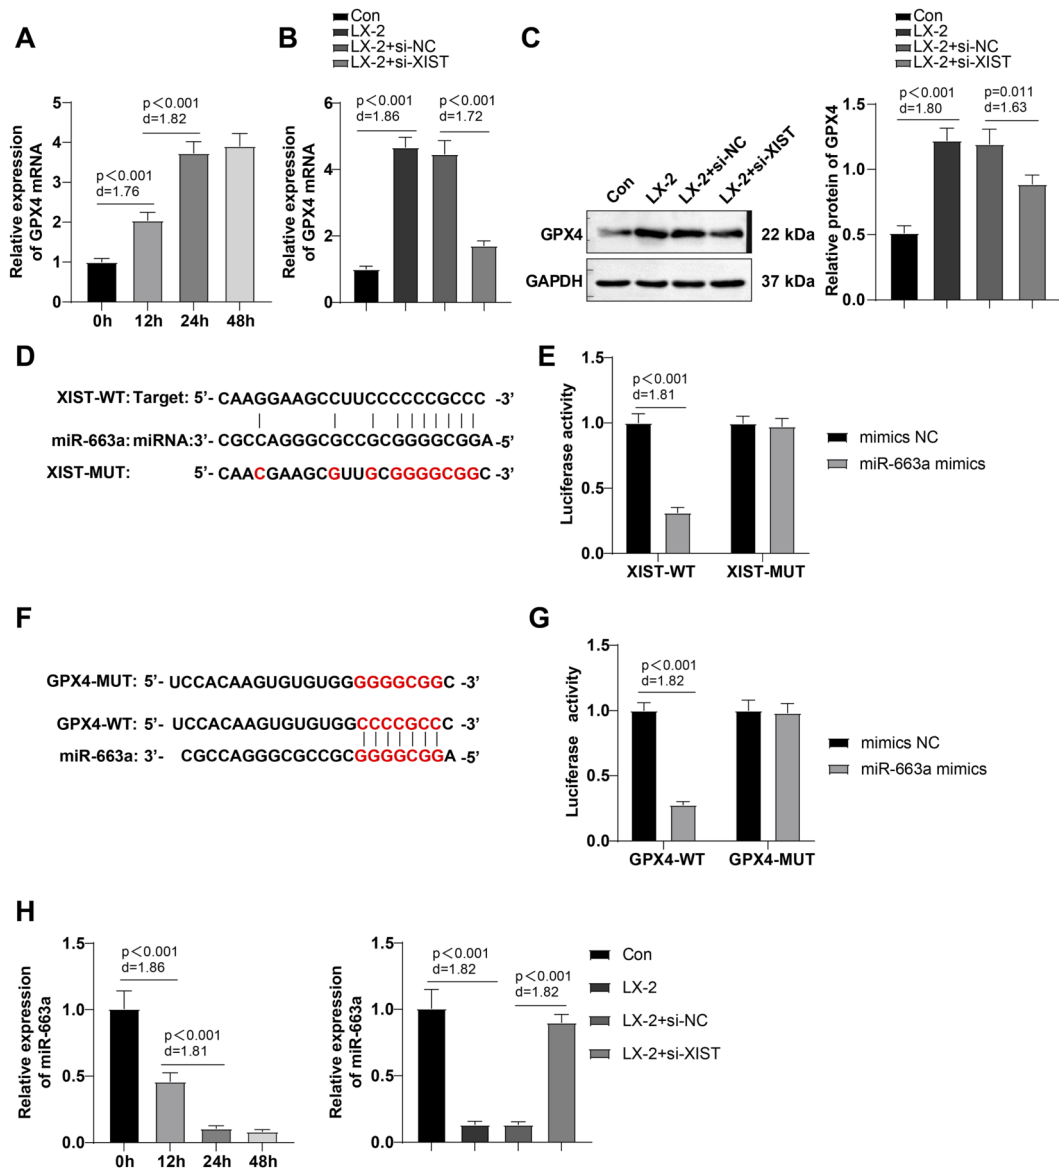 A
Relative expression
of GPX4 mRNA
5
4
3
2
1
0
p<0.001
d=1.82
p<0.001
d=1.76
0h 12h 24h 48h
B
Con
LX-2
LX-2+si-NC
LX-2+si-XIST
Relative expression
of GPX4 mRNA
6
4
2
0
p<0.001
d=1.86
p<0.001
d=1.72
C
Con LX-2 LX-2+si-NC LX-2+si-XIST
GPX4 22 kDa
GAPDH 37 kDa
Con
LX-2
LX-2+si-NC
LX-2+si-XIST
Relative protein of GPX4
1.5
1.0
0.5
0.0
p<0.001
d=1.80
p=0.011
d=1.63
D
XIST-WT: Target: 5'- CAAGGAAGCCUUCCCCCCGCCC -3'
miR-663a: miRNA:3'- CGCCAGGGCGCCGCGGGGCGGA-5'
XIST-MUT: 5'- CAACGAAGCGUUGCGGGGCGGC -3'
E
Luciferase activity
1.5
1.0
0.5
0.0
p<0.001
d=1.81
XIST-WT XIST-MUT
mimics NC
miR-663a mimics
F
GPX4-MUT: 5'- UCCACAAGUGUGUGGGGGGCGGC -3'
GPX4-WT: 5'- UCCACAAGUGUGUGGCCCCGCCC -3'
miR-663a: 3'- CGCCAGGGCGCCGCGGGGCGGA -5'
G
Luciferase activity
1.5
1.0
0.5
0.0
p<0.001
d=1.82
GPX4-WT GPX4-MUT
mimics NC
miR-663a mimics
H
Relative expression
of miR-663a
1.5
1.0
0.5
0.0
p<0.001
d=1.86
p<0.001
d=1.81
0h 12h 24h 48h
Relative expression
of miR-663a
1.5
1.0
0.5
0.0
p<0.001
d=1.82
p<0.001
d=1.82
Con
LX-2
LX-2+si-NC
LX-2+si-XIST